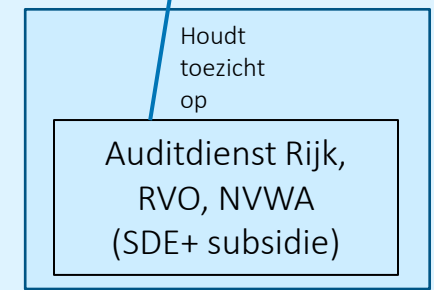 Houdt
toezicht
op
Auditdienst Rijk,
RVO, NVWA
(SDE+ subsidie)